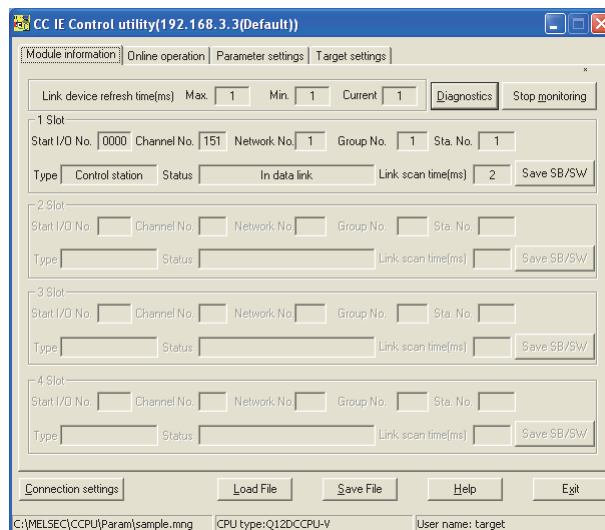 CC IE Control utility(192.168.3.3(Default))
Module information Online operation Parameter settings Target settings
Link device refresh time(ms) Max. 1 Min. 1 Current 1 Diagnostics Stop monitoring
1 Slot
Start I/O No. 0000 Channel No. 151 Network No. 1 Group No. 1 Sta. No. 1
Type Control station Status In data link Link scan time(ms) 2 Save SB/SW
2 Slot
Start I/O No. Channel No. Network No. Group No. Sta. No.
Type Status Link scan time(ms) Save SB/SW
3 Slot
Start I/O No. Channel No. Network No. Group No. Sta. No.
Type Status Link scan time(ms) Save SB/SW
4 Slot
Start I/O No. Channel No. Network No. Group No. Sta. No.
Type Status Link scan time(ms) Save SB/SW
Connection settings Load File Save File Help Exit
C:\MELSEC\CCPU\Param\sample.mng CPU type:Q12DCCPU-V User name: target